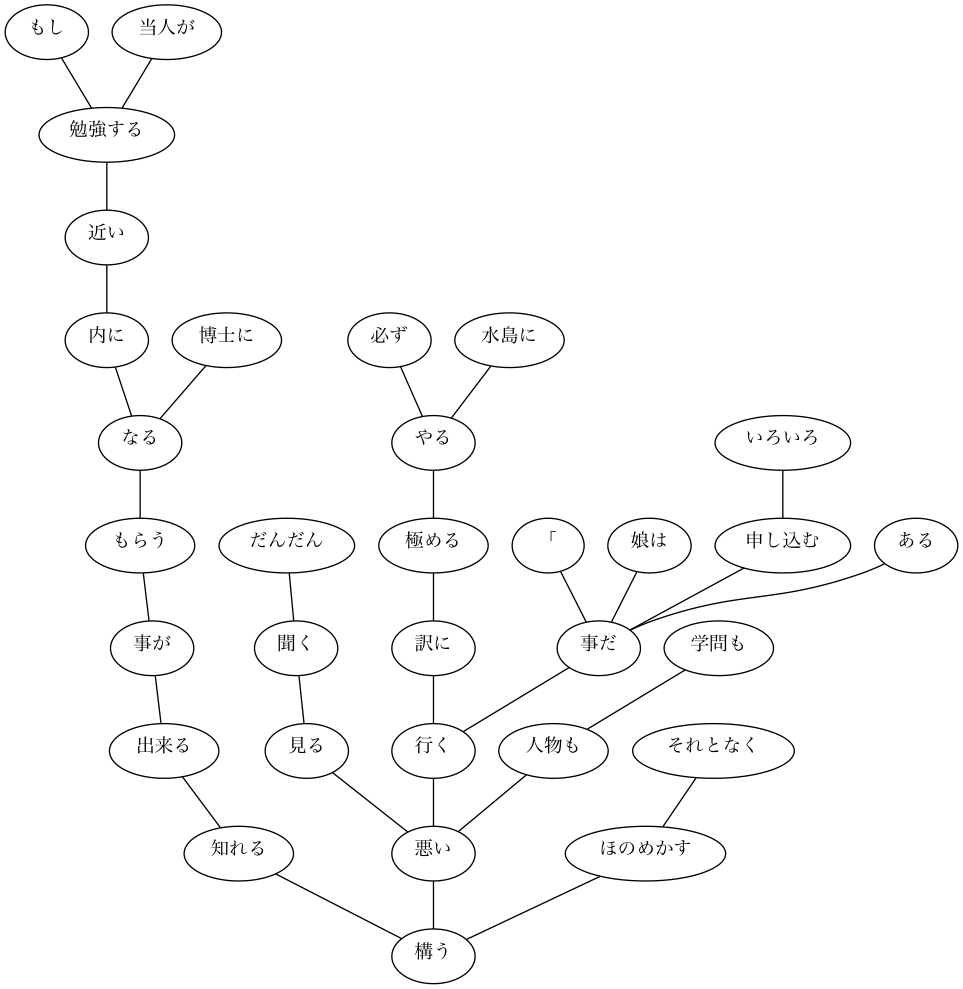 もし 当人が
勉強する
近い
内に 博士に 必ず 水島に
なる やる いろいろ
もらう だんだん 極める 「 娘は 申し込む ある
事が 聞く 訳に 事だ 学問も
出来る 見る 行く 人物も それとなく
知れる 悪い ほのめかす
構う